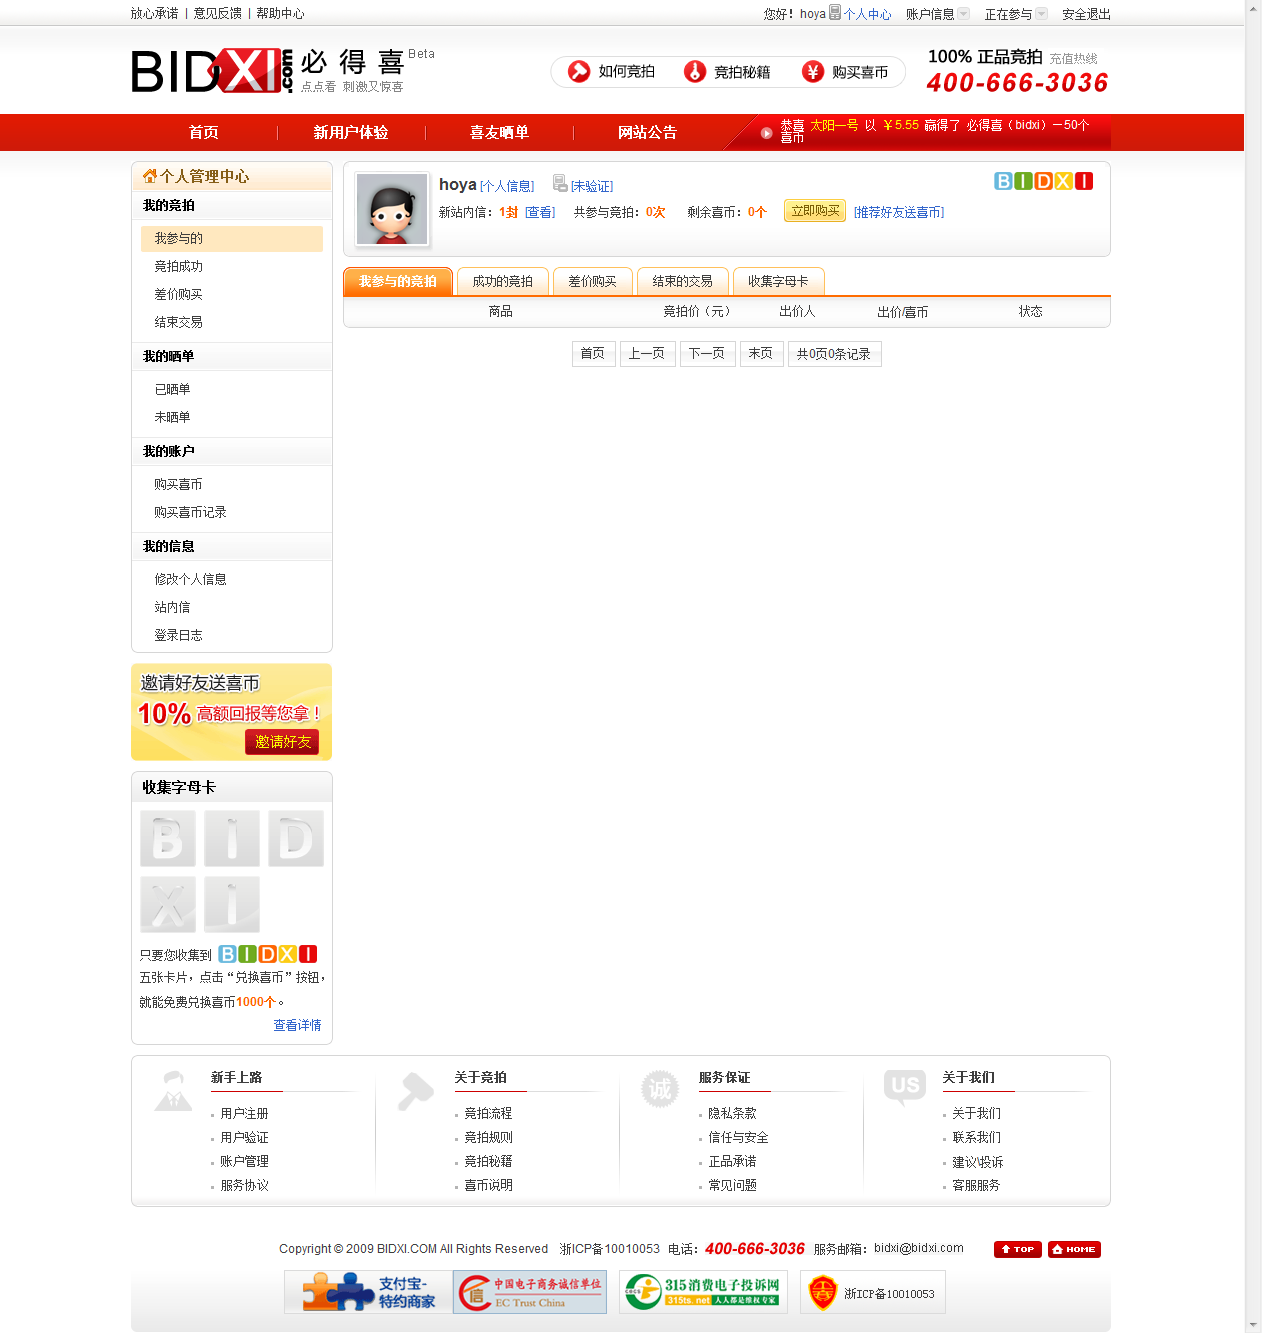 放心承诺 | 意见反馈 | 帮助中心
您好！hoya 个人中心 账户信息 正在参与 安全退出
BIDXI.com 必得喜 Beta
点点看 刺激又惊喜
如何竞拍 竞拍秘籍 购买喜币
100% 正品竞拍 充值热线
400-666-3036
首页 新用户体验 喜友晒单 网站公告
恭喜 太阳一号 以 ￥5.55 赢得了 必得喜（bidxi）一50个
喜币
个人管理中心
我的竞拍
我参与的
竞拍成功
差价购买
结束交易
我的晒单
已晒单
未晒单
我的账户
购买喜币
购买喜币记录
我的信息
修改个人信息
站内信
登录日志
邀请好友送喜币
10% 高额回报等您拿！
邀请好友
收集字母卡
B I D
X I
只要您收集到 BIDXI
五张卡片，点击“兑换喜币”按钮，
就能免费兑换喜币1000个。
查看详情
hoya [个人信息] [未验证]
BIDXI
新站内信：1封 [查看] 共参与竞拍：0次 剩余喜币：0个 立即购买 [推荐好友送喜币]
我参与的竞拍 成功的竞拍 差价购买 结束的交易 收集字母卡
商品 竞拍价（元） 出价人 出价/喜币 状态
首页 上一页 下一页 末页 共0页0条记录
新手上路
用户注册
用户验证
账户管理
服务协议
关于竞拍
竞拍流程
竞拍规则
竞拍秘籍
喜币说明
诚
服务保证
隐私条款
信任与安全
正品承诺
常见问题
US
关于我们
关于我们
联系我们
建议\投诉
客服服务
Copyright © 2009 BIDXI.COM All Rights Reserved 浙ICP备10010053 电话：400-666-3036 服务邮箱：bidxi@bidxi.com
TOP HOME
支付宝-
特约商家
信
中国电子商务诚信单位
EC Trust China
CECS
315消费电子投诉网
315ts.net 人人都是维权专家
浙ICP备10010053